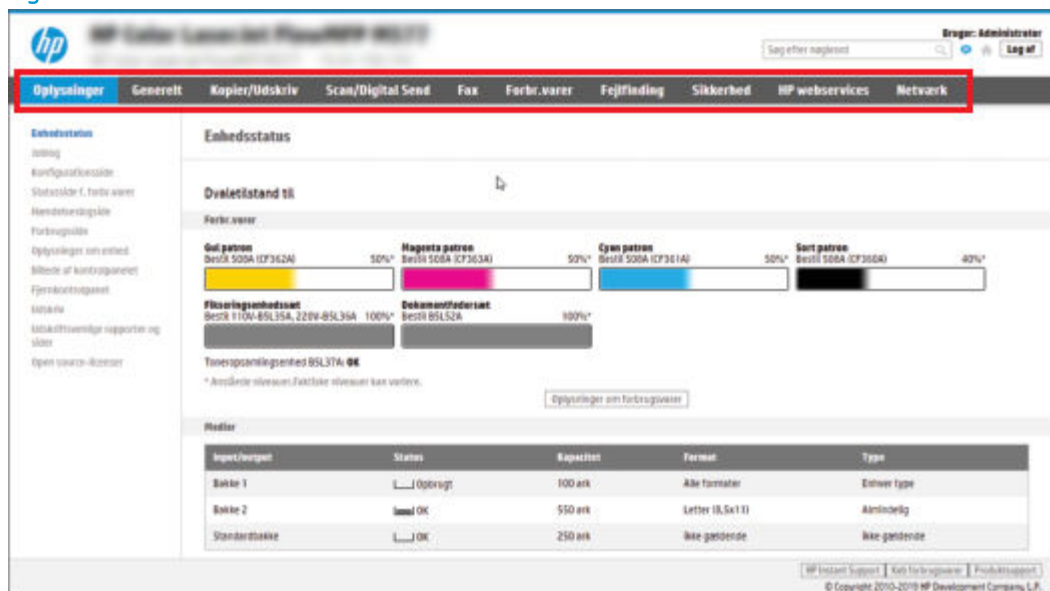 hp
Bruger: Administrator
Søg efter nøgleord
Log af
Oplysninger Generelt Kopier/Udskriv Scan/Digital Send Fax Forbr.varer Fejlfinding Sikkerhed HP webservices Netværk
Enhedsstatus
Enhedsstatus
Joblog
Konfigurationsside
Statusside f. forbr.varer
Hændelseslogside
Forbrugsside
Oplysninger om enhed
Billede af kontrolpanelet
Fjernkontrolpanel
Udskriv
Udskriftsvenlige rapporter og
sider
Open source-licenser
Dvaletilstand til
Forbr.varer
Gul patron Magenta patron Cyan patron Sort patron
Bestil 508A (CF362A) 50%* Bestil 508A (CF363A) 50%* Bestil 508A (CF361A) 50%* Bestil 508A (CF360A) 40%*
Fikseringsenhedssæt Dokumentfødersæt
Bestil 110V-B5L35A, 220V-B5L36A 100%* Bestil B5L52A 100%*
Toneropsamlingsenhed B5L37A: OK
* Anslåede niveauer. Faktiske niveauer kan variere.
Oplysninger om forbrugsvarer
Medier
Input/output Status Kapacitet Format Type
Bakke 1 Opbrugt 100 ark Alle formater Enhver type
Bakke 2 OK 550 ark Letter (8,5x11) Almindelig
Standardbakke OK 250 ark Ikke gældende Ikke gældende
HP Instant Support Køb forbrugsvarer Produktsupport
© Copyright 2010-2019 HP Development Company, L.P.